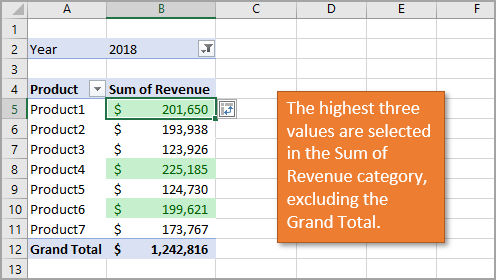 A B C D E F
1
2 Year 2018
3
4 Product Sum of Revenue
5 Product1 $ 201,650
6 Product2 $ 193,938
7 Product3 $ 123,926
8 Product4 $ 225,185
9 Product5 $ 124,730
10 Product6 $ 199,621
11 Product7 $ 173,767
12 Grand Total $ 1,242,816
13
The highest three
values are selected
in the Sum of
Revenue category,
excluding the
Grand Total.